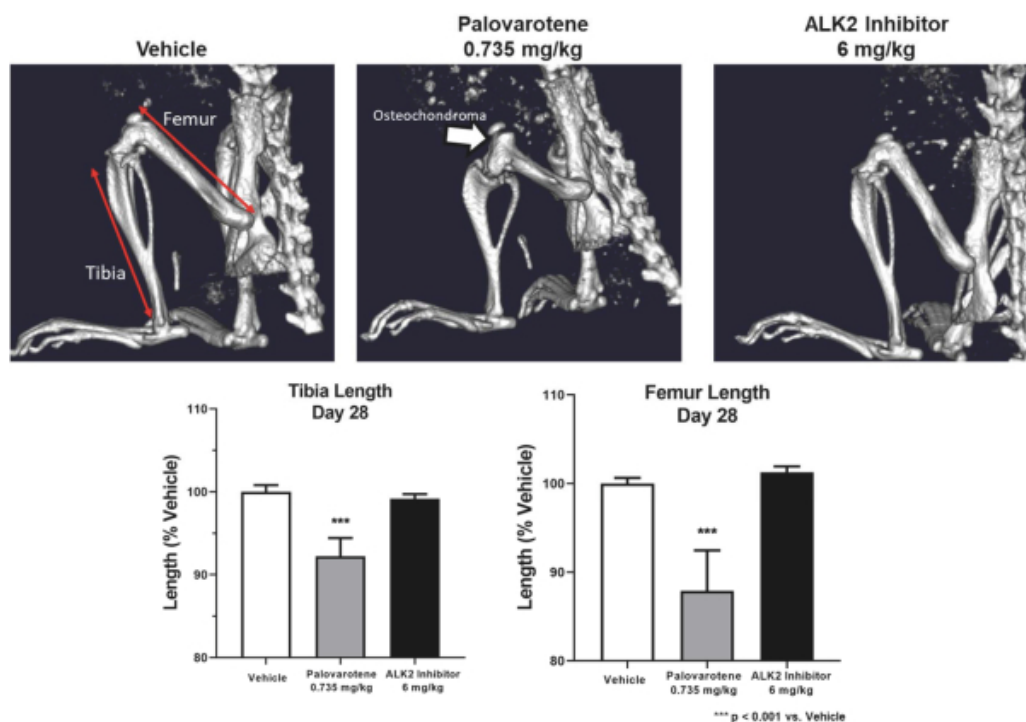 Vehicle
Palovarotene
0.735 mg/kg
ALK2 Inhibitor
6 mg/kg
Femur
Tibia
Osteochondroma
Tibia Length
Day 28
Length (% Vehicle)
110
100
90
80
***
Vehicle
Palovarotene
0.735 mg/kg
ALK2 Inhibitor
6 mg/kg
Femur Length
Day 28
Length (% Vehicle)
110
100
90
80
***
Vehicle
Palovarotene
0.735 mg/kg
ALK2 Inhibitor
6 mg/kg
*** p < 0.001 vs. Vehicle